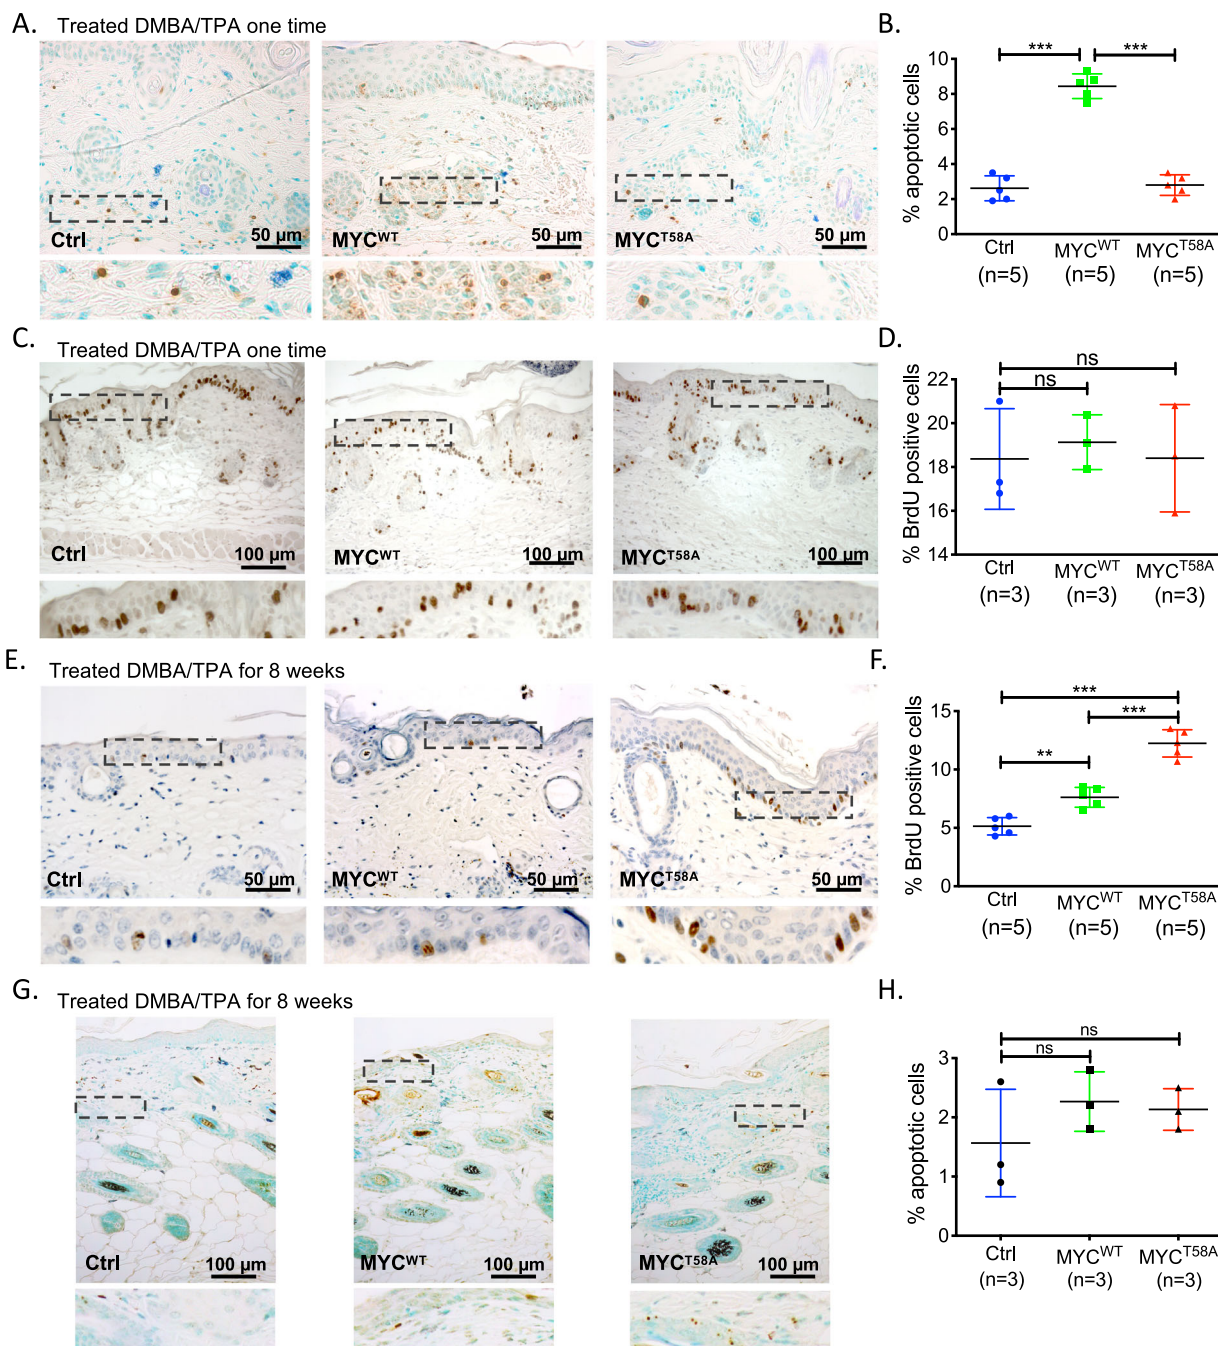 A. Treated DMBA/TPA one time
Ctrl 50 µm
MYCWT 50 µm
MYCT58A 50 µm
B.
*** ***
% apoptotic cells
10
8
6
4
2
0
Ctrl MYCWT MYCT58A
(n=5) (n=5) (n=5)
C. Treated DMBA/TPA one time
Ctrl 100 µm
MYCWT 100 µm
MYCT58A 100 µm
D.
ns
ns
% BrdU positive cells
22
20
18
16
14
Ctrl MYCWT MYCT58A
(n=3) (n=3) (n=3)
E. Treated DMBA/TPA for 8 weeks
Ctrl 50 µm
MYCWT 50 µm
MYCT58A 50 µm
F.
***
***
**
% BrdU positive cells
15
10
5
0
Ctrl MYCWT MYCT58A
(n=5) (n=5) (n=5)
G. Treated DMBA/TPA for 8 weeks
Ctrl 100 µm
MYCWT 100 µm
MYCT58A 100 µm
H.
ns
ns
% apoptotic cells
3
2
1
0
Ctrl MYCWT MYCT58A
(n=3) (n=3) (n=3)